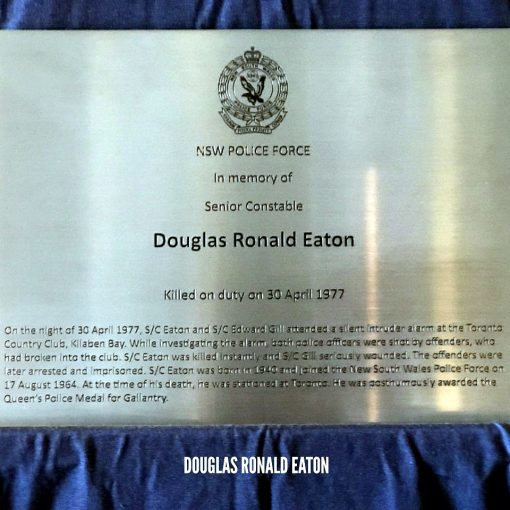 NSW POLICE FORCE
In memory of
Senior Constable
Douglas Ronald Eaton
Killed on duty on 30 April 1977
On the night of 30 April 1977, S/C Eaton and S/C Edward Gill attended a silent intruder alarm at the Toronto
Country Club, Kilaben Bay. While investigating the alarm, both police officers were shot by offenders, who
had broken into the club. S/C Eaton was killed instantly and S/C Gill seriously wounded. The offenders were
later arrested and imprisoned. S/C Eaton was born in 1940 and joined the New South Wales Police Force on
17 August 1964. At the time of his death, he was stationed at Toronto. He was posthumously awarded the
Queen's Police Medal for Gallantry.
DOUGLAS RONALD EATON